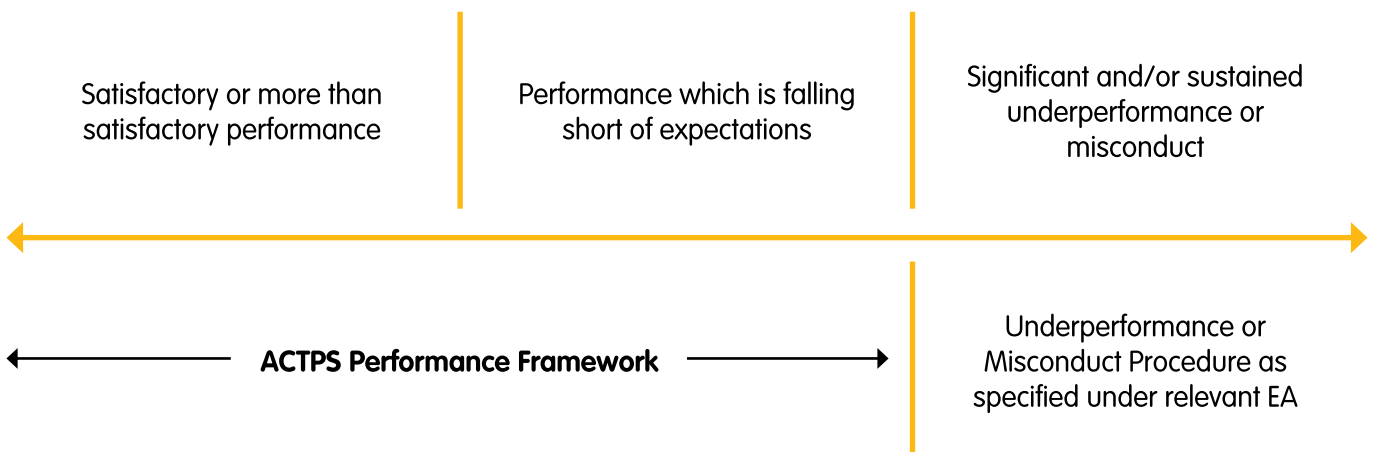 Satisfactory or more than
satisfactory performance
Performance which is falling
short of expectations
Significant and/or sustained
underperformance or
misconduct
ACTPS Performance Framework
Underperformance or
Misconduct Procedure as
specified under relevant EA